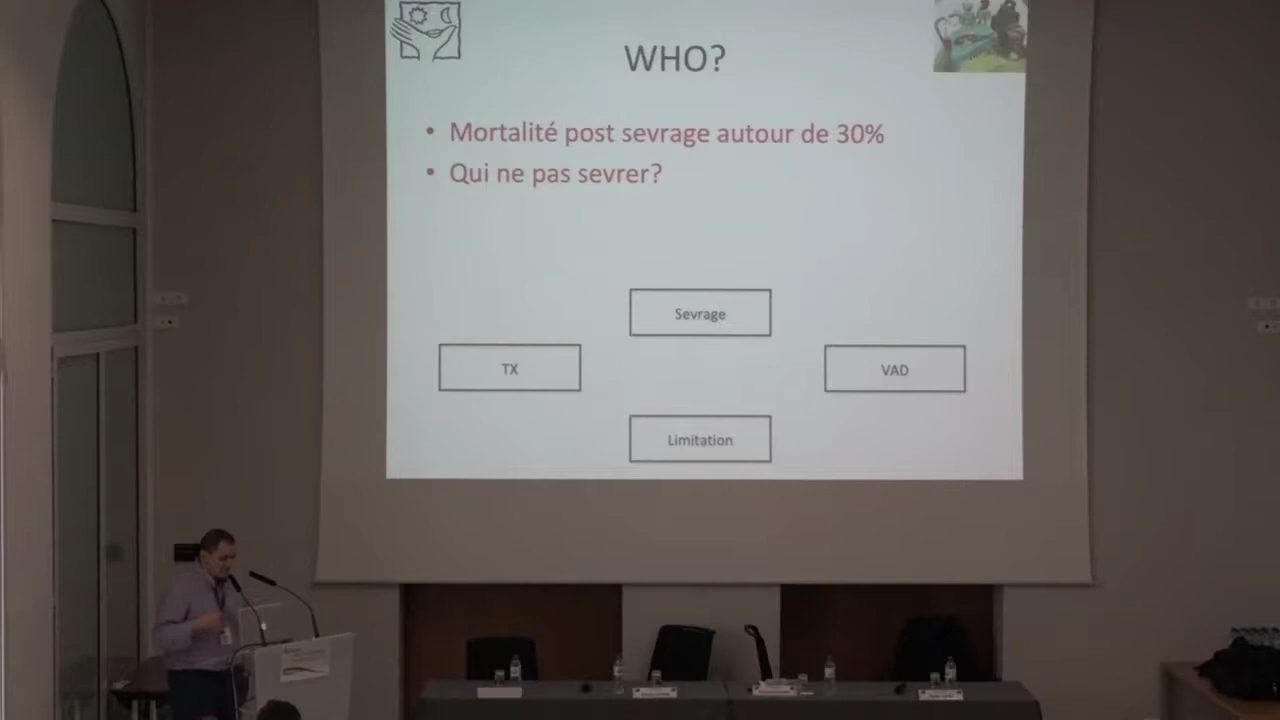 WHO?
• Mortalité post sevrage autour de 30%
• Qui ne pas sevrer?
Sevrage
TX
VAD
Limitation